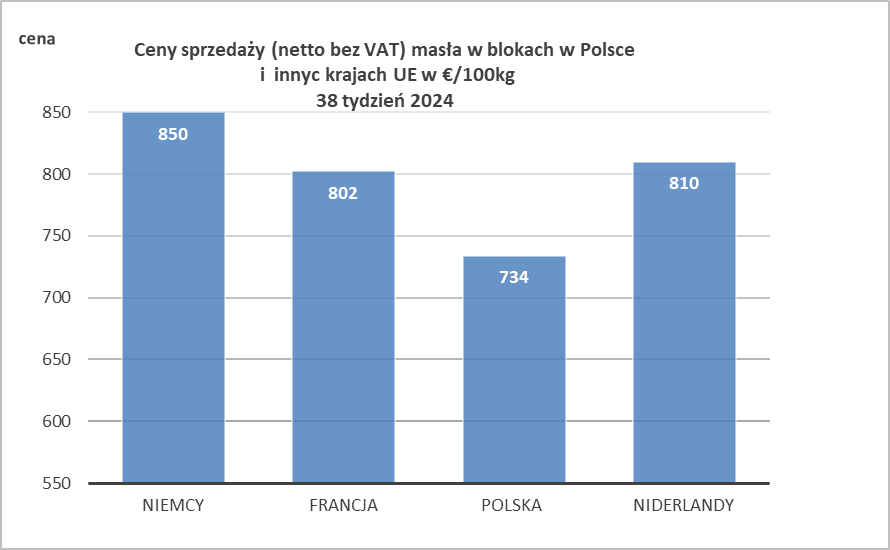 cena
Ceny sprzedaży (netto bez VAT) masła w blokach w Polsce
i innyc krajach UE w €/100kg
38 tydzień 2024
850
800
750
700
650
600
550
850
802
734
810
NIEMCY
FRANCJA
POLSKA
NIDERLANDY